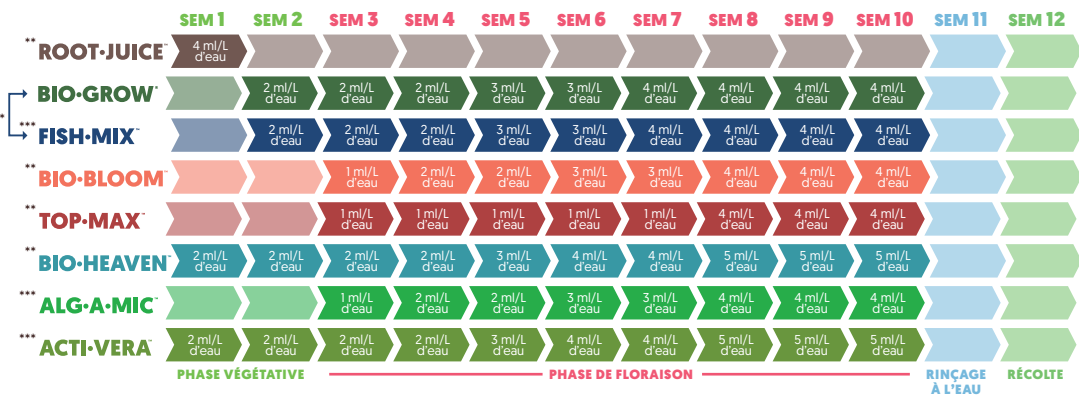 SEM 1 SEM 2 SEM 3 SEM 4 SEM 5 SEM 6 SEM 7 SEM 8 SEM 9 SEM 10 SEM 11 SEM 12
** ROOT·JUICE™ 4 ml/L d'eau
BIO·GROW® 2 ml/L d'eau 2 ml/L d'eau 2 ml/L d'eau 3 ml/L d'eau 3 ml/L d'eau 4 ml/L d'eau 4 ml/L d'eau 4 ml/L d'eau 4 ml/L d'eau
*
*** FISH·MIX™ 2 ml/L d'eau 2 ml/L d'eau 2 ml/L d'eau 3 ml/L d'eau 3 ml/L d'eau 4 ml/L d'eau 4 ml/L d'eau 4 ml/L d'eau 4 ml/L d'eau
** BIO·BLOOM™ 1 ml/L d'eau 2 ml/L d'eau 2 ml/L d'eau 3 ml/L d'eau 3 ml/L d'eau 4 ml/L d'eau 4 ml/L d'eau 4 ml/L d'eau
** TOP·MAX™ 1 ml/L d'eau 1 ml/L d'eau 1 ml/L d'eau 1 ml/L d'eau 1 ml/L d'eau 4 ml/L d'eau 4 ml/L d'eau 4 ml/L d'eau
** BIO·HEAVEN™ 2 ml/L d'eau 2 ml/L d'eau 2 ml/L d'eau 2 ml/L d'eau 3 ml/L d'eau 4 ml/L d'eau 4 ml/L d'eau 5 ml/L d'eau 5 ml/L d'eau 5 ml/L d'eau
*** ALG·A·MIC™ 1 ml/L d'eau 2 ml/L d'eau 2 ml/L d'eau 3 ml/L d'eau 3 ml/L d'eau 4 ml/L d'eau 4 ml/L d'eau 4 ml/L d'eau
*** ACTI·VERA™ 2 ml/L d'eau 2 ml/L d'eau 2 ml/L d'eau 2 ml/L d'eau 3 ml/L d'eau 4 ml/L d'eau 4 ml/L d'eau 5 ml/L d'eau 5 ml/L d'eau 5 ml/L d'eau
PHASE VÉGÉTATIVE PHASE DE FLORAISON RINÇAGE À L'EAU RÉCOLTE